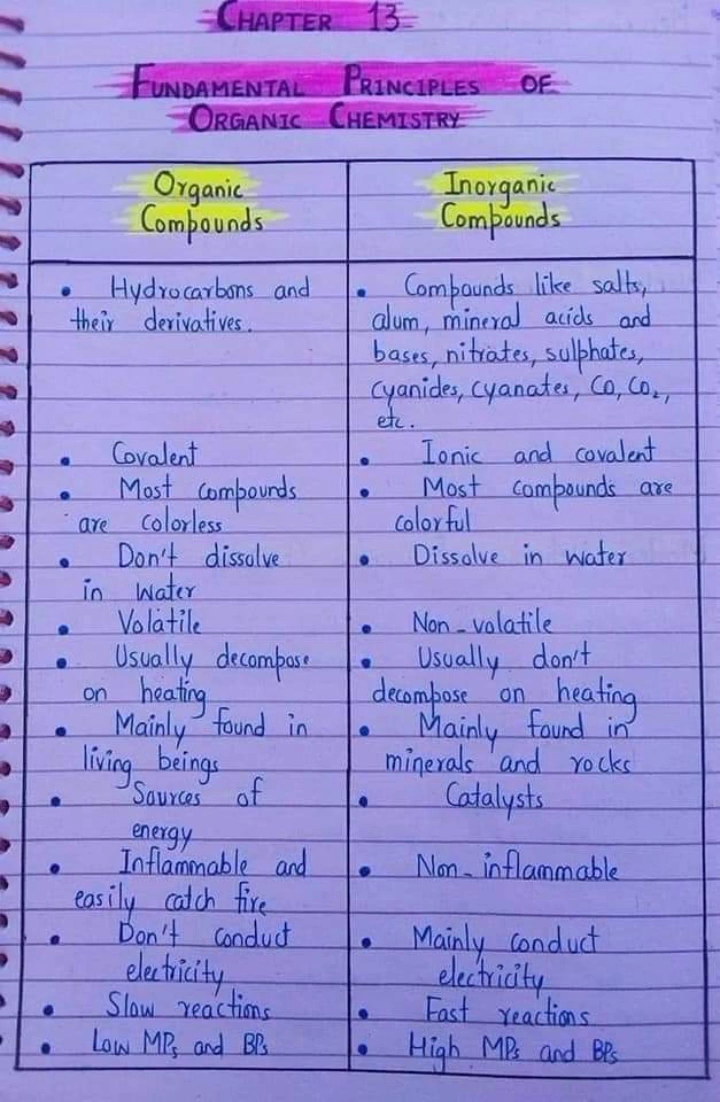 CHAPTER 13
FUNDAMENTAL PRINCIPLES OF
ORGANIC CHEMISTRY
Organic
Compounds
• Hydrocarbons and
their derivatives.
• Covalent
• Most compounds
are colorless
• Don't dissolve
in water
• Volatile
• Usually decompose
on heating
• Mainly found in
living beings
• Sources of
energy
• Inflammable and
easily catch fire
• Don't conduct
electricity
• Slow reactions
• Low MPs and BPs
Inorganic
Compounds
• Compounds like salts,
alum, mineral acids and
bases, nitrates, sulphates,
cyanides, cyanates, CO, CO₂,
etc.
• Ionic and covalent
• Most compounds are
colorful
• Dissolve in water
• Non-volatile
• Usually don't
decompose on heating
• Mainly found in
minerals and rocks
• Catalysts
• Non-inflammable
• Mainly conduct
electricity
• Fast reactions
• High MPs and BPs